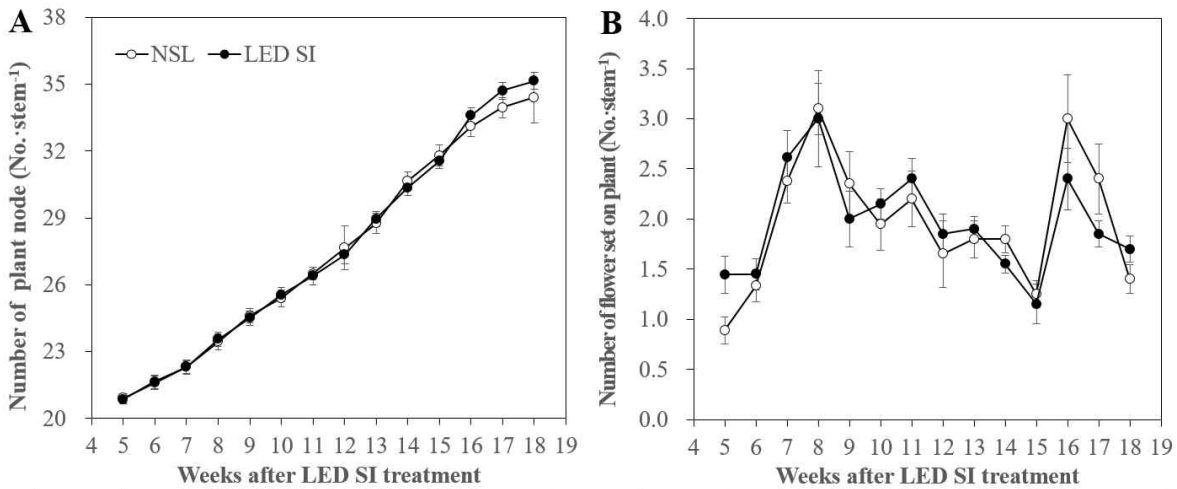 A
NSL LED SI
Number of plant node (No.·stem⁻¹)
38
35
32
29
26
23
20
4 5 6 7 8 9 10 11 12 13 14 15 16 17 18 19
Weeks after LED SI treatment
B
Number of flower set on plant (No.·stem⁻¹)
4.0
3.5
3.0
2.5
2.0
1.5
1.0
0.5
0.0
4 5 6 7 8 9 10 11 12 13 14 15 16 17 18 19
Weeks after LED SI treatment